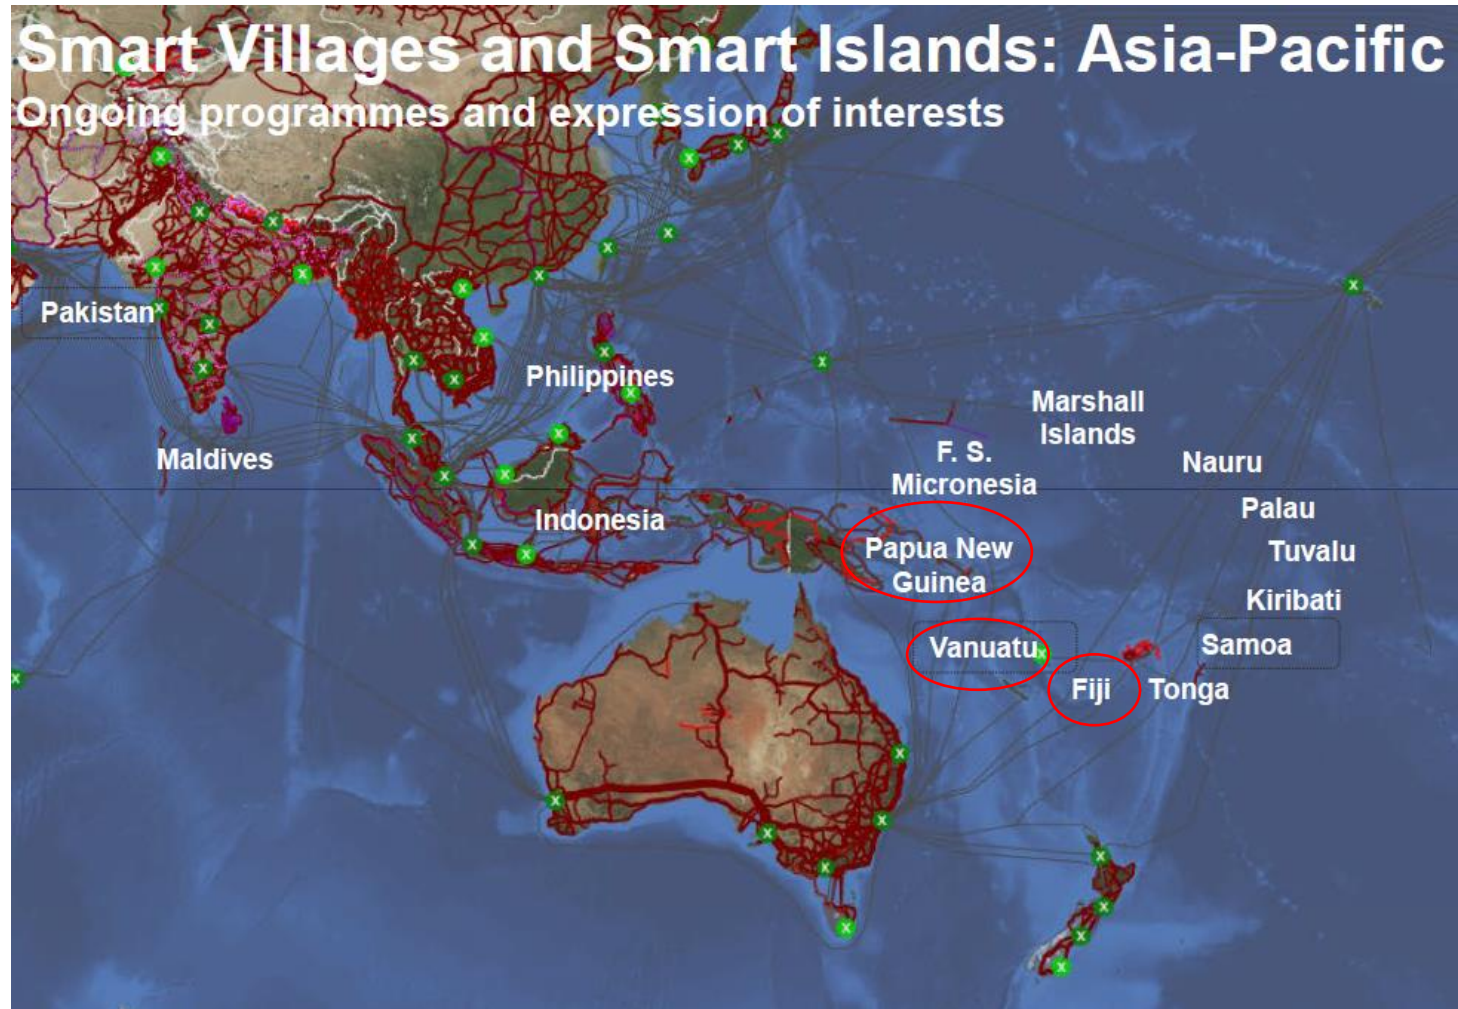 Smart Villages and Smart Islands: Asia-Pacific
Ongoing programmes and expression of interests
Pakistan
Philippines
Marshall
Islands
Maldives
F. S.
Micronesia
Nauru
Indonesia
Palau
Papua New
Guinea
Tuvalu
Kiribati
Vanuatu
Samoa
Fiji
Tonga